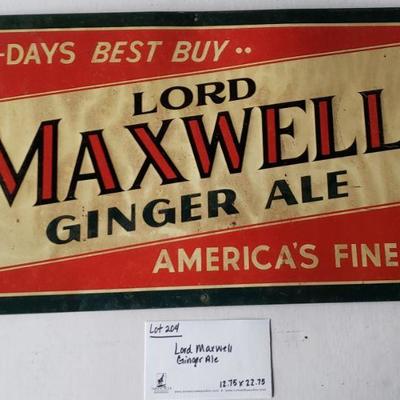 -DAYS BEST BUY ..
LORD
MAXWELL
GINGER ALE
AMERICA'S FINE
Lot 204
Lord Maxwell
Ginger Ale
12.75 x 22.75